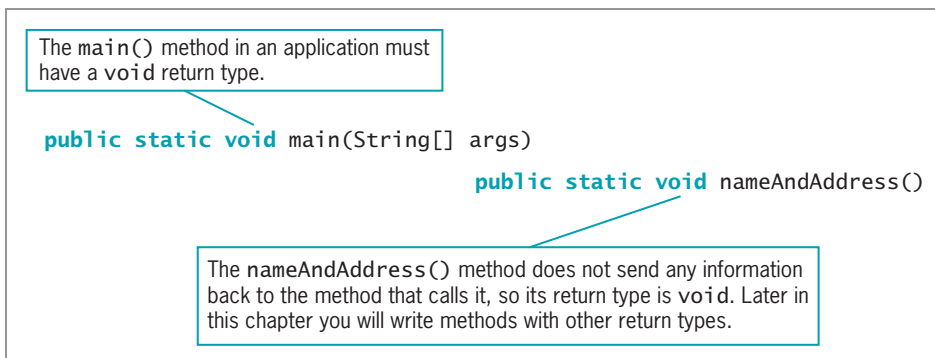 The main() method in an application must
have a void return type.
public static void main(String[] args)
public static void nameAndAddress()
The nameAndAddress() method does not send any information
back to the method that calls it, so its return type is void. Later in
this chapter you will write methods with other return types.